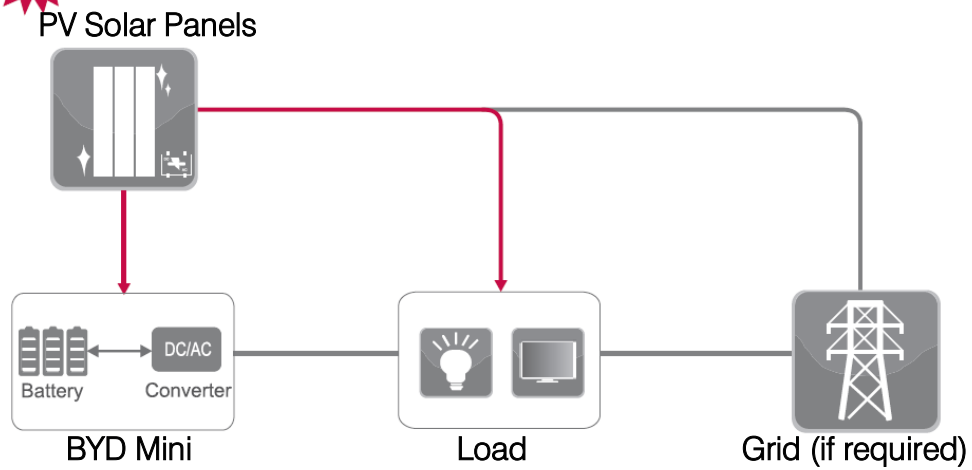 PV Solar Panels
DC/AC
Battery
Converter
BYD Mini
Load
Grid (if required)